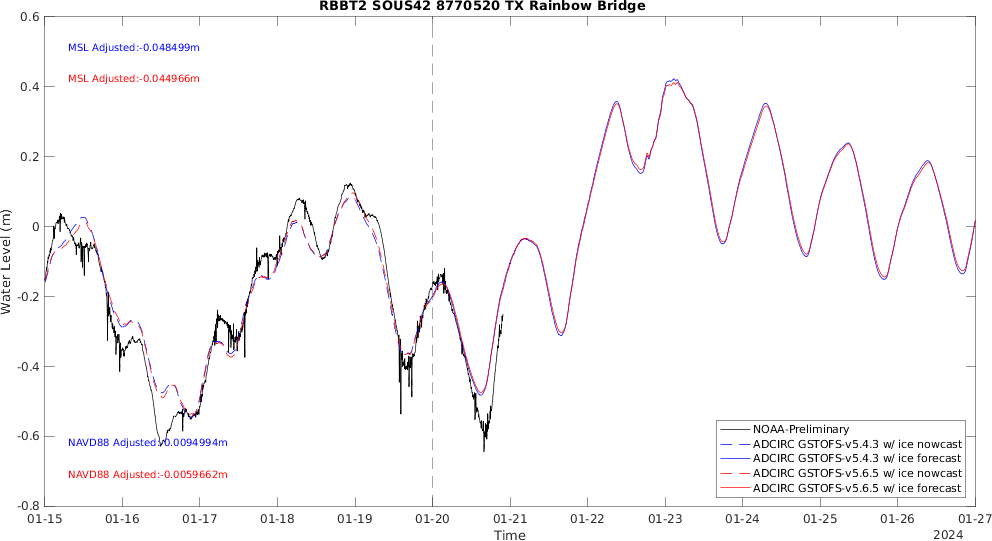 RBBT2 SOUS42 8770520 TX Rainbow Bridge
0.6
MSL Adjusted:-0.048499m
MSL Adjusted:-0.044966m
0.4
0.2
0
Water Level (m)
-0.2
-0.4
-0.6
NAVD88 Adjusted:-0.0094994m
NAVD88 Adjusted:-0.0059662m
NOAA-Preliminary
ADCIRC GSTOFS-v5.4.3 w/ ice nowcast
ADCIRC GSTOFS-v5.4.3 w/ ice forecast
ADCIRC GSTOFS-v5.6.5 w/ ice nowcast
ADCIRC GSTOFS-v5.6.5 w/ ice forecast
-0.8
01-15 01-16 01-17 01-18 01-19 01-20 01-21 01-22 01-23 01-24 01-25 01-26 01-27
Time
2024